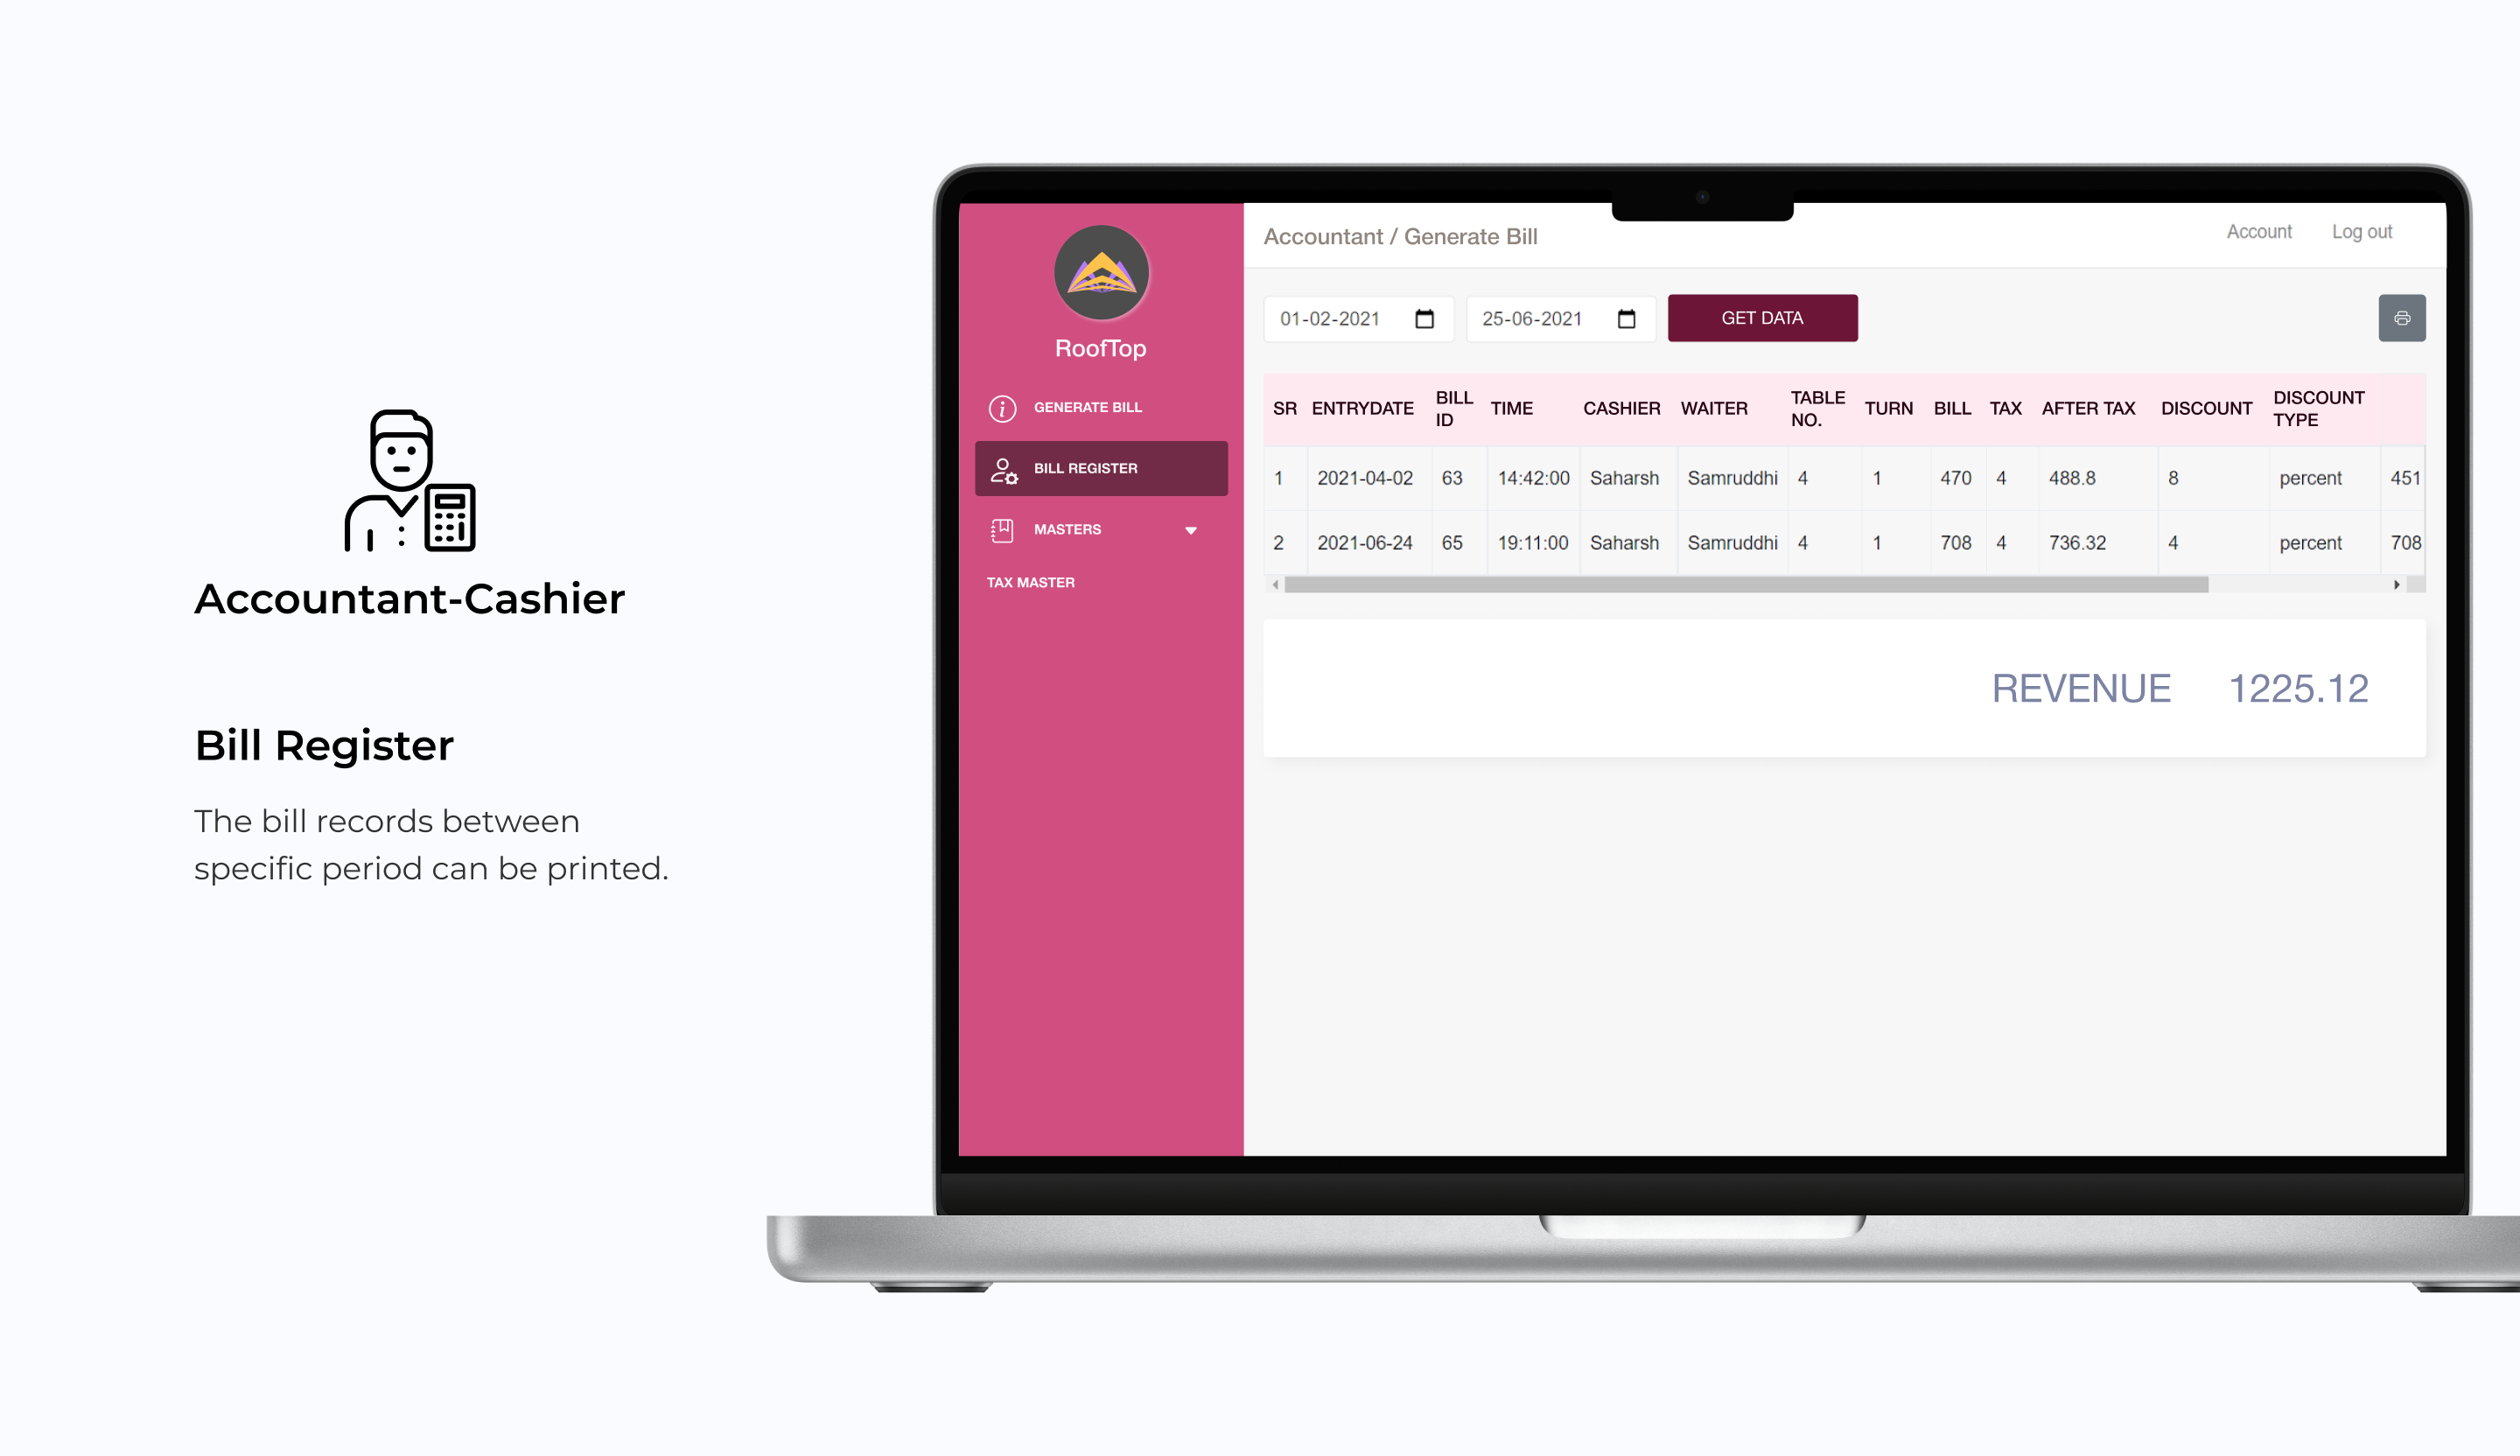 Accountant-Cashier
Bill Register
The bill records between
specific period can be printed.
RoofTop
GENERATE BILL
BILL REGISTER
MASTERS
TAX MASTER
Accountant / Generate Bill
Account Log out
01-02-2021 25-06-2021 GET DATA
SR ENTRYDATE BILL ID TIME CASHIER WAITER TABLE NO. TURN BILL TAX AFTER TAX DISCOUNT DISCOUNT TYPE
1 2021-04-02 63 14:42:00 Saharsh Samruddhi 4 1 470 4 488.8 8 percent 451
2 2021-06-24 65 19:11:00 Saharsh Samruddhi 4 1 708 4 736.32 4 percent 708
REVENUE 1225.12